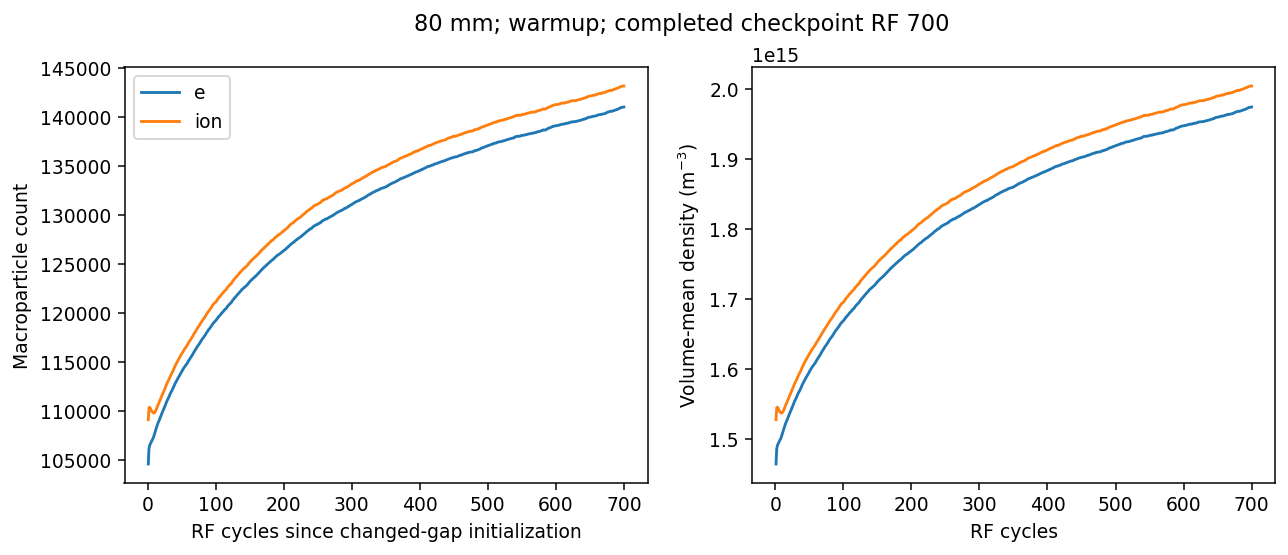 80 mm; warmup; completed checkpoint RF 700
Macroparticle count
145000
140000
135000
130000
125000
120000
115000
110000
105000
e
ion
0 100 200 300 400 500 600 700
RF cycles since changed-gap initialization
1e15
Volume-mean density (m⁻³)
2.0
1.9
1.8
1.7
1.6
1.5
0 100 200 300 400 500 600 700
RF cycles